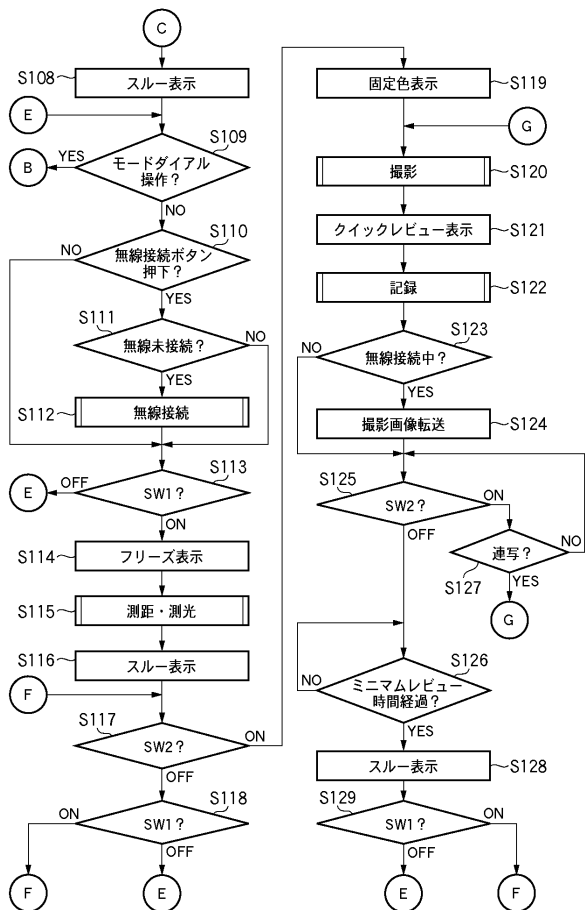 C
S108
スルー表示
E
S109
モードダイアル
操作?
YES
B
NO
S110
無線接続ボタン
押下?
NO
YES
S111
無線未接続?
NO
YES
S112
無線接続
S113
SW1?
OFF
E
ON
S114
フリーズ表示
S115
測距・測光
S116
スルー表示
F
S117
SW2?
ON
OFF
S118
SW1?
ON
OFF
F
E
固定色表示
S119
G
撮影
S120
クイックレビュー表示
S121
記録
S122
S123
無線接続中?
NO
YES
撮影画像転送
S124
S125
SW2?
ON
OFF
連写?
NO
S127
YES
G
S126
ミニマムレビュー
時間経過?
NO
YES
スルー表示
S128
S129
SW1?
ON
OFF
E
F